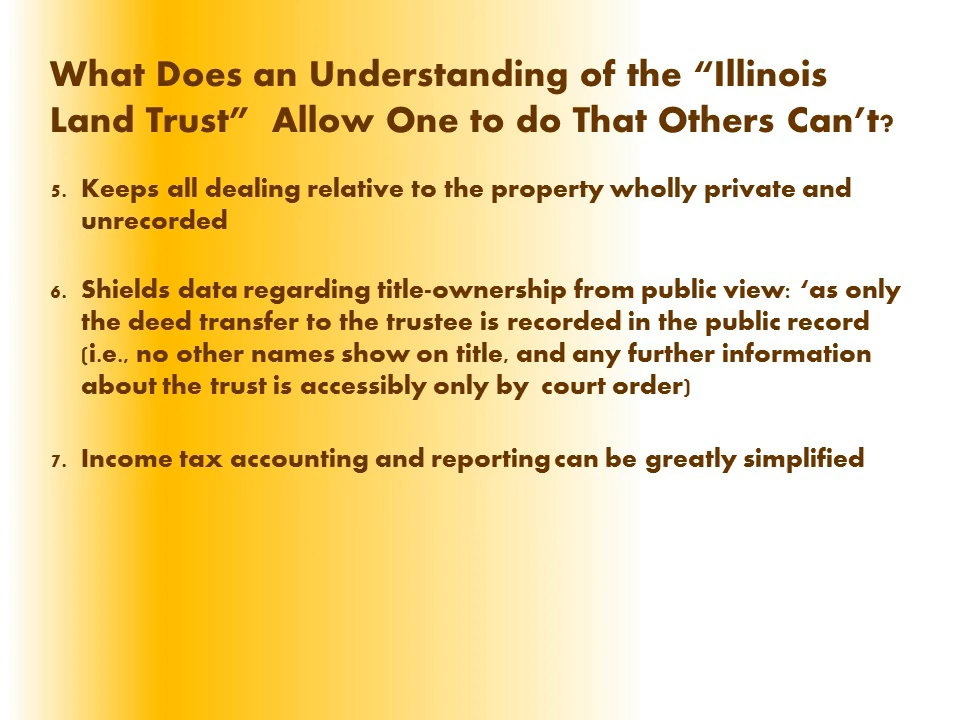 What Does an Understanding of the “Illinois
Land Trust”  Allow One to do That Others Can’t?
5. Keeps all dealing relative to the property wholly private and
unrecorded
6. Shields data regarding title-ownership from public view: ‘as only
the deed transfer to the trustee is recorded in the public record
(i.e., no other names show on title, and any further information
about the trust is accessibly only by  court order)
7. Income tax accounting and reporting can be greatly simplified